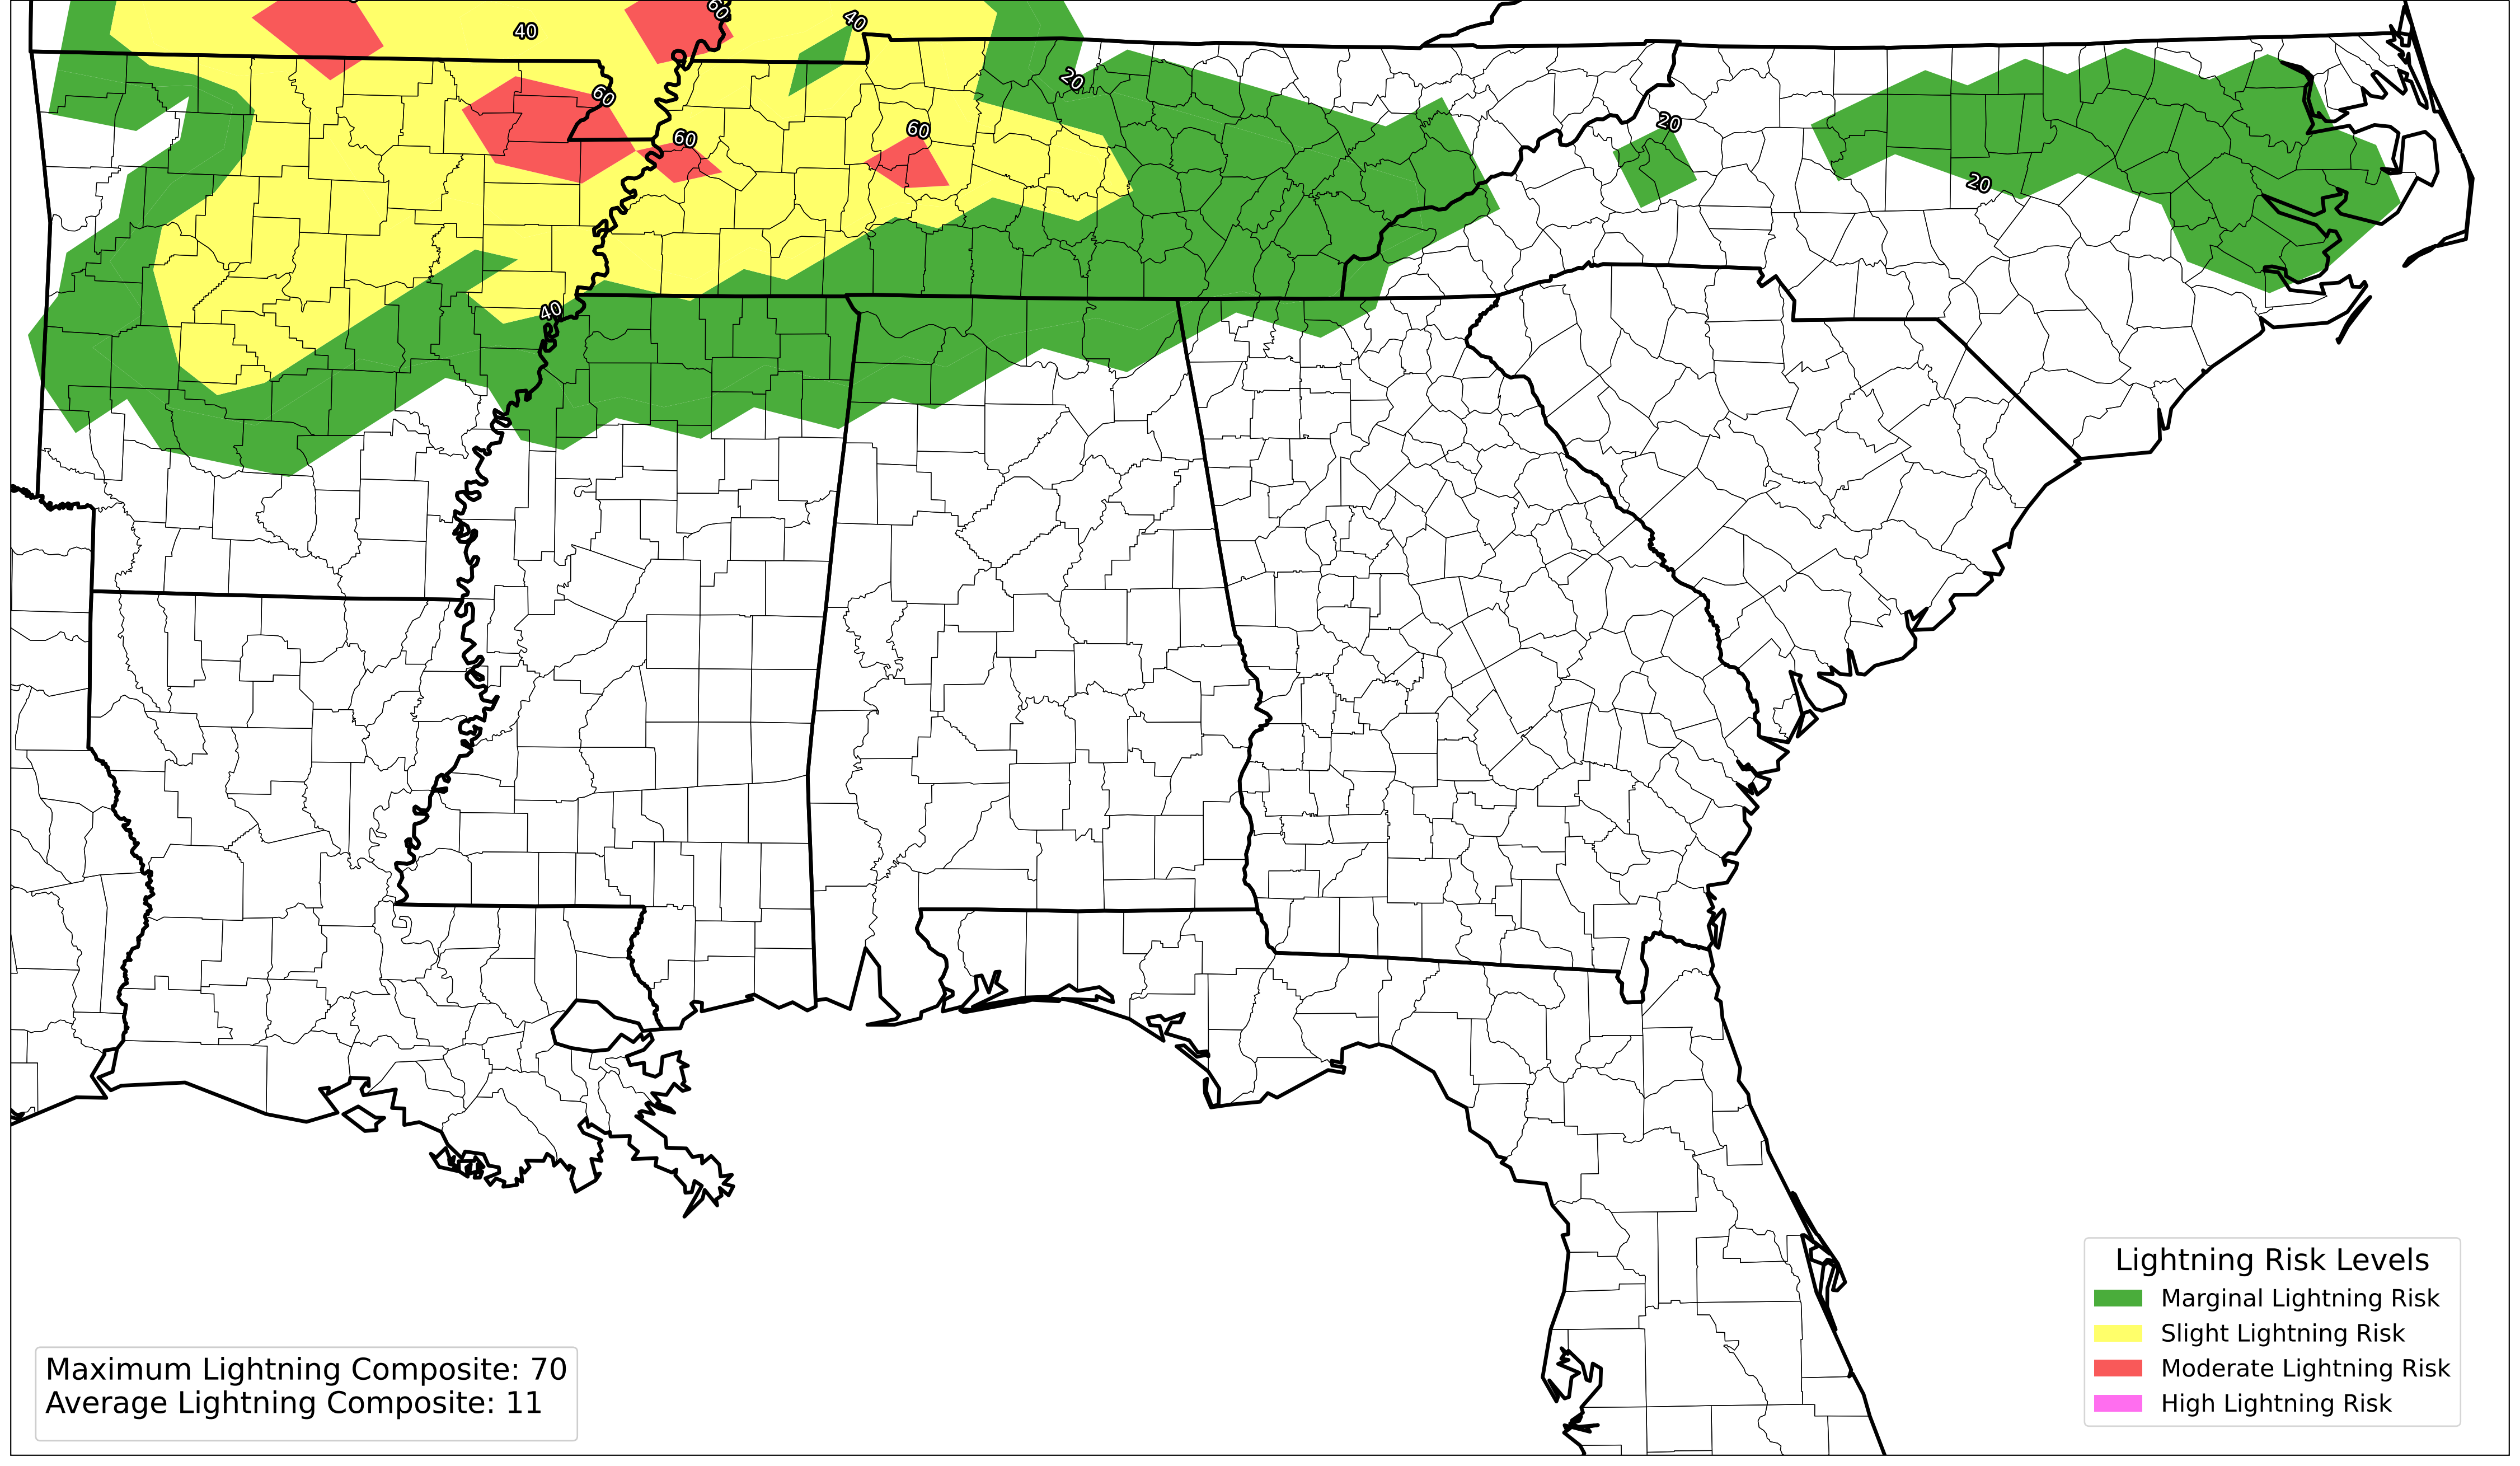 60
40
40
20
60
60
60
20
20
40
Lightning Risk Levels
Marginal Lightning Risk
Slight Lightning Risk
Moderate Lightning Risk
High Lightning Risk
Maximum Lightning Composite: 70
Average Lightning Composite: 11